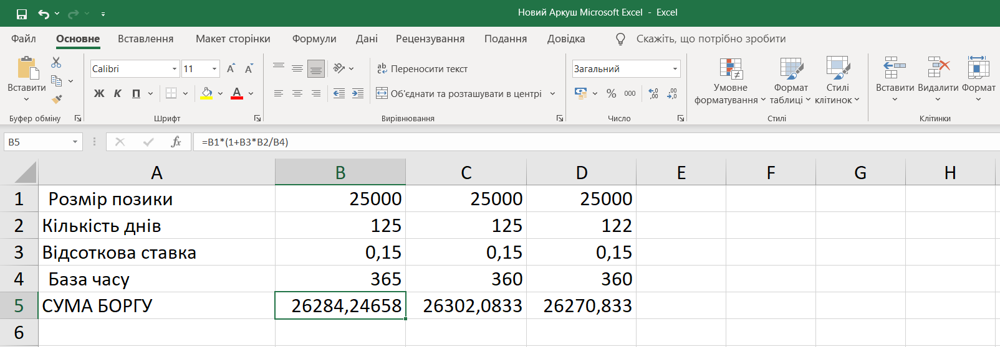 Новий Аркуш Microsoft Excel - Excel
Файл Основне Вставлення Макет сторінки Формули Дані Рецензування Подання Довідка Скажіть, що потрібно зробити
Вставити
Буфер обміну
Calibri 11 A A
Ж К П A
Шрифт
ab c Переносити текст
Об'єднати та розташувати в центрі
Вирівнювання
Загальний
% 000 ,00 ,00
Число
Умовне форматування
Формат таблиці
Стилі клітинок
Стилі
Вставити Видалити Формат
Клітинки
B5 fx =B1*(1+B3*B2/B4)
A B C D E F G H
1 Розмір позики 25000 25000 25000
2 Кількість днів 125 125 122
3 Відсоткова ставка 0,15 0,15 0,15
4 База часу 365 360 360
5 СУМА БОРГУ 26284,24658 26302,0833 26270,833
6